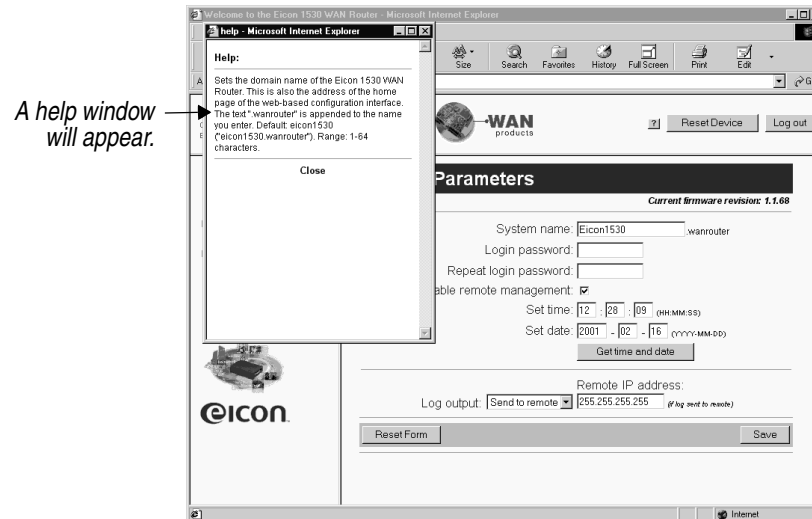 Welcome to the Eicon 1530 WAN Router - Microsoft Internet Explorer
help - Microsoft Internet Explorer
Help:
Sets the domain name of the Eicon 1530 WAN
Router. This is also the address of the home
page of the web-based configuration interface.
The text ".wanrouter" is appended to the name
you enter. Default: eicon1530
("eicon1530.wanrouter"). Range: 1-64
characters.
Close
A help window
will appear.
Size Search Favorites History Full Screen Print Edit
WAN
products
? Reset Device Log out
Parameters
Current firmware revision: 1.1.68
System name: Eicon1530 .wanrouter
Login password:
Repeat login password:
able remote management:
Set time: 12 : 28 : 09 (HH:MM:SS)
Set date: 2001 - 02 - 16 (YYYY-MM-DD)
Get time and date
Remote IP address:
Log output: Send to remote 255.255.255.255 (if log sent to remote)
eicon
Reset Form Save
Internet